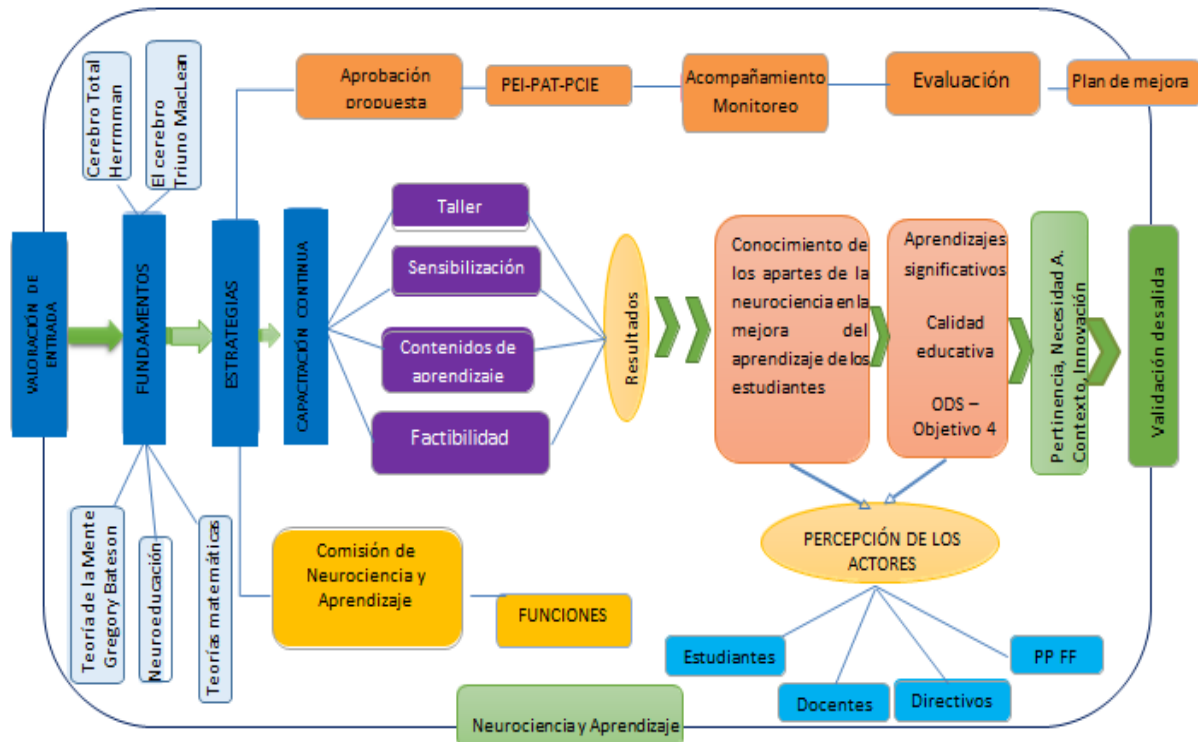 Cerebro Total
Herrmman
El cerebro
Triuno MacLean
Aprobación
propuesta
PEI-PAT-PCIE
Acompañamiento
Monitoreo
Evaluación
Plan de mejora
VALORACIÓN DE
ENTRADA
FUNDAMENTOS
ESTRATEGIAS
CAPACITACIÓN CONTINUA
Taller
Sensibilización
Contenidos de
aprendizaje
Factibilidad
Resultados
Conocimiento de
los apartes de la
neurociencia en la
mejora del
aprendizaje de los
estudiantes
Aprendizajes
significativos
Calidad
educativa
ODS –
Objetivo 4
Pertinencia, Necesidad A.
Contexto, Innovación
Validación desalida
Teoría de la Mente
Gregory Bateson
Neuroeducación
Teorías matemáticas
Comisión de
Neurociencia y
Aprendizaje
FUNCIONES
PERCEPCIÓN DE LOS
ACTORES
Estudiantes
PP FF
Docentes
Directivos
Neurociencia y Aprendizaje